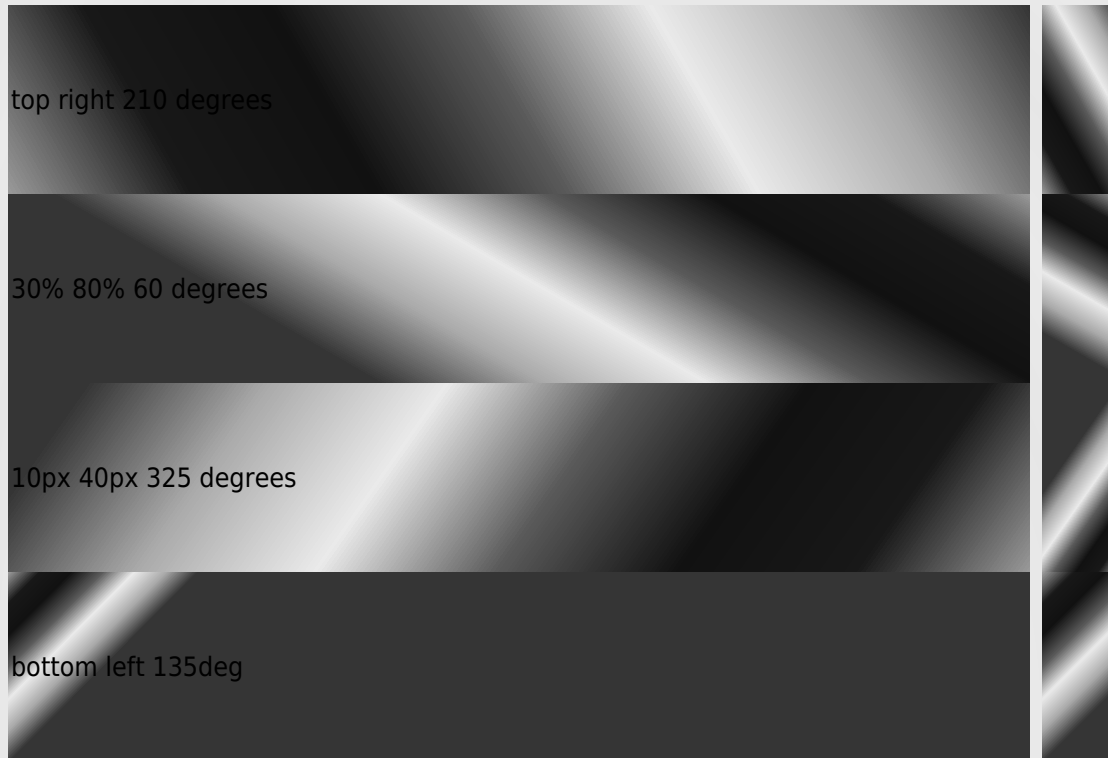 top right 210 degrees
30% 80% 60 degrees
10px 40px 325 degrees
bottom left 135deg